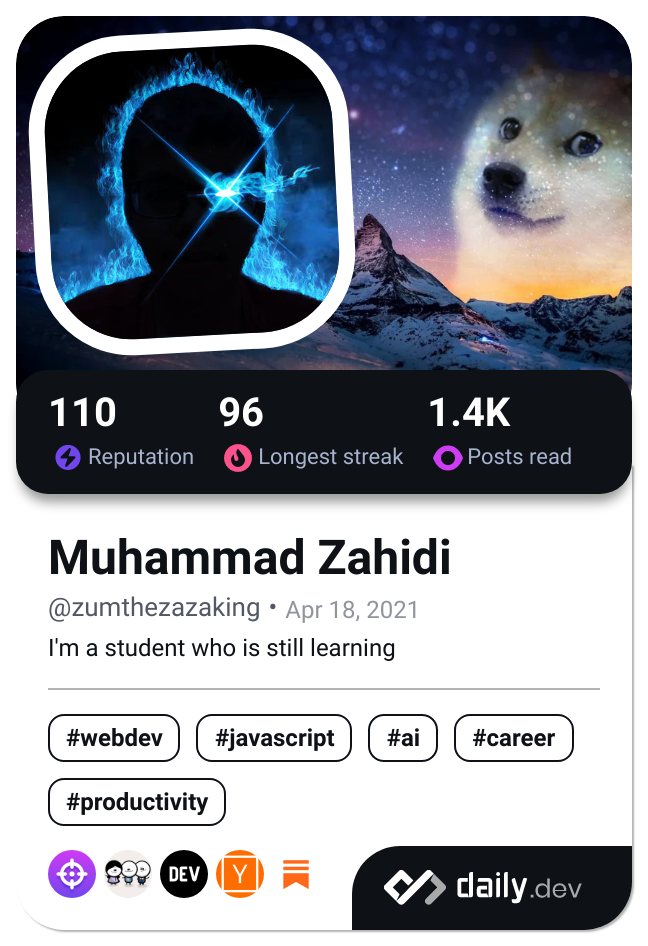 110 96 1.4K
Reputation Longest streak Posts read
Muhammad Zahidi
@zumthezazaking • Apr 18, 2021
I'm a student who is still learning
#webdev #javascript #ai #career
#productivity
DEV Y daily.dev